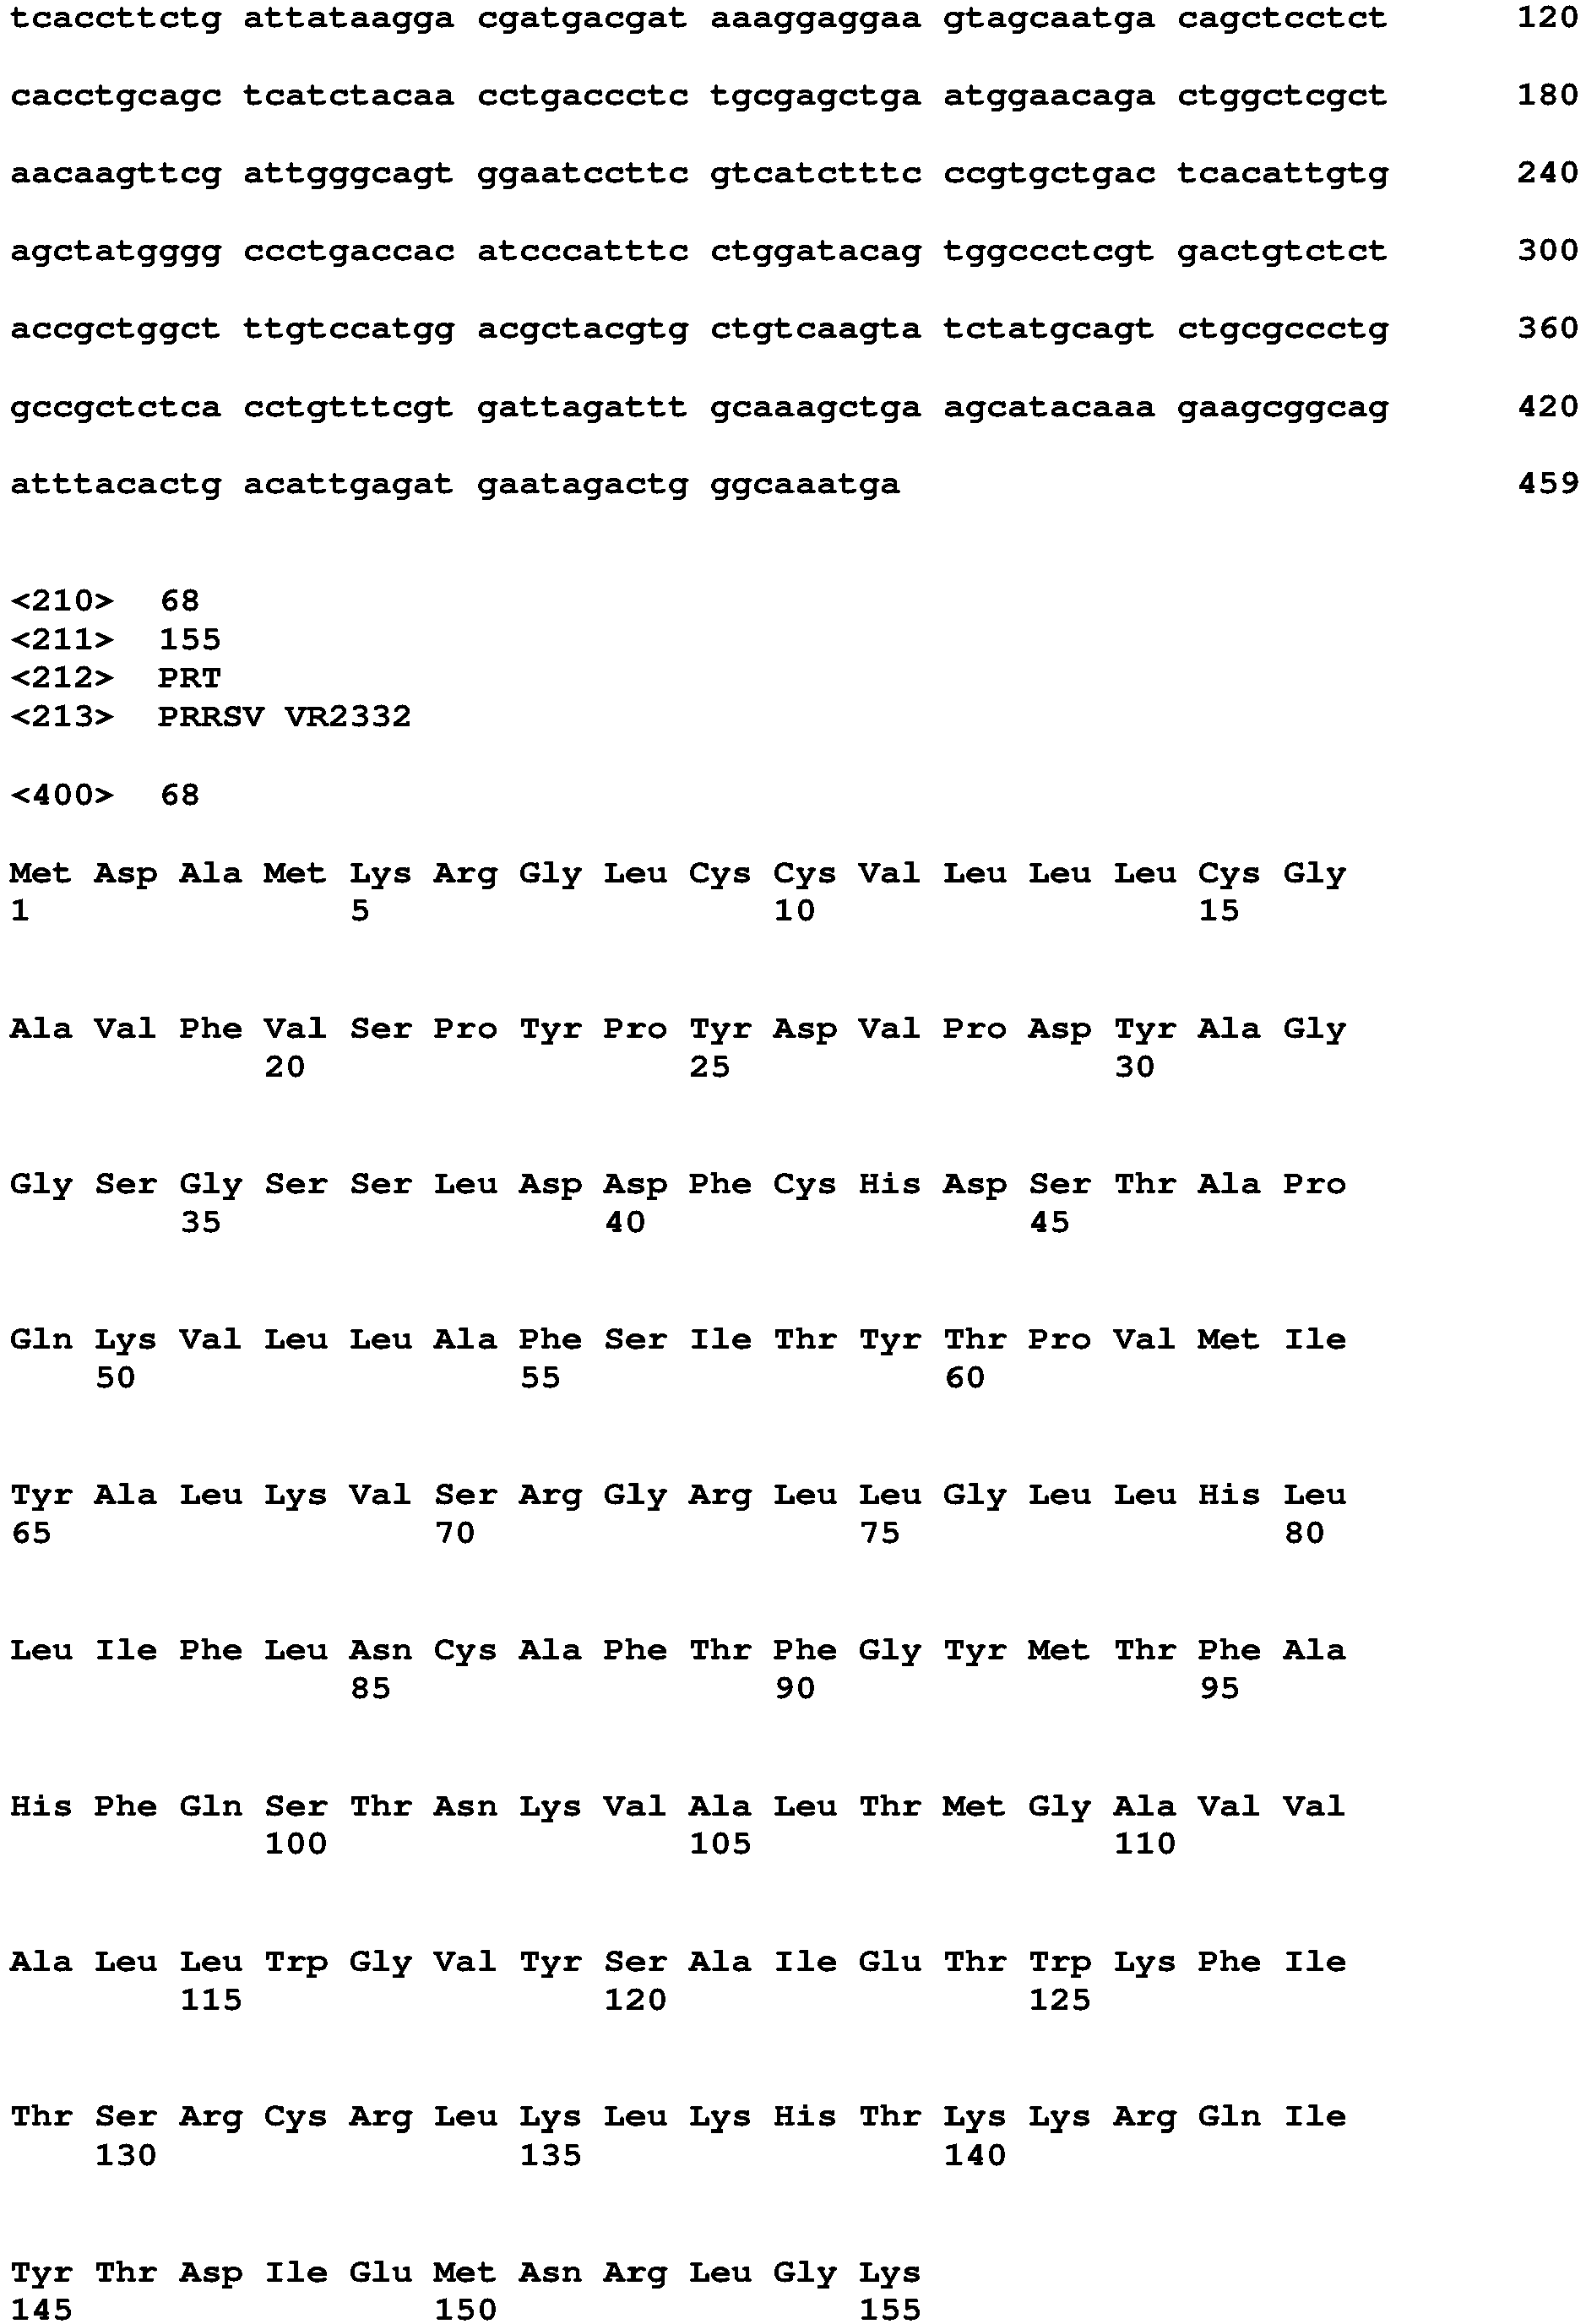 tcaccttctg attataagga cgatgacgat aaaggaggaa gtagcaatga cagctcctct 120
cacctgcagc tcatctacaa cctgaccctc tgcgagctga atggaacaga ctggctcgct 180
aacaagttcg attgggcagt ggaatccttc gtcatctttc ccgtgctgac tcacattgtg 240
agctatgggg ccctgaccac atcccatttc ctggatacag tggccctcgt gactgtctct 300
accgctggct ttgtccatgg acgctacgtg ctgtcaagta tctatgcagt ctgcgccctg 360
gccgctctca cctgtttcgt gattagattt gcaaagctga agcatacaaa gaagcggcag 420
atttacactg acattgagat gaatagactg ggcaaatga 459
<210> 68
<211> 155
<212> PRT
<213> PRRSV VR2332
<400> 68
Met Asp Ala Met Lys Arg Gly Leu Cys Cys Val Leu Leu Leu Cys Gly
1 5 10 15
Ala Val Phe Val Ser Pro Tyr Pro Tyr Asp Val Pro Asp Tyr Ala Gly
20 25 30
Gly Ser Gly Ser Ser Leu Asp Asp Phe Cys His Asp Ser Thr Ala Pro
35 40 45
Gln Lys Val Leu Leu Ala Phe Ser Ile Thr Tyr Thr Pro Val Met Ile
50 55 60
Tyr Ala Leu Lys Val Ser Arg Gly Arg Leu Leu Gly Leu Leu His Leu
65 70 75 80
Leu Ile Phe Leu Asn Cys Ala Phe Thr Phe Gly Tyr Met Thr Phe Ala
85 90 95
His Phe Gln Ser Thr Asn Lys Val Ala Leu Thr Met Gly Ala Val Val
100 105 110
Ala Leu Leu Trp Gly Val Tyr Ser Ala Ile Glu Thr Trp Lys Phe Ile
115 120 125
Thr Ser Arg Cys Arg Leu Lys Leu Lys His Thr Lys Lys Arg Gln Ile
130 135 140
Tyr Thr Asp Ile Glu Met Asn Arg Leu Gly Lys
145 150 155